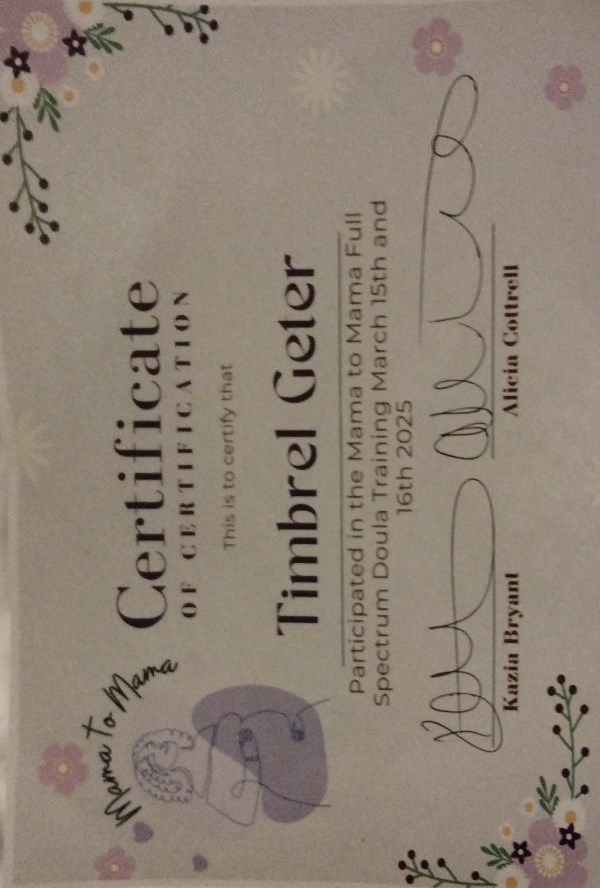 Mama to Mama
Certificate
OF CERTIFICATION
This is to certify that
Timbrel Geter
Participated in the Mama to Mama Full
Spectrum Doula Training March 15th and
16th 2025
Kazia Bryant
Alicia Cottrell